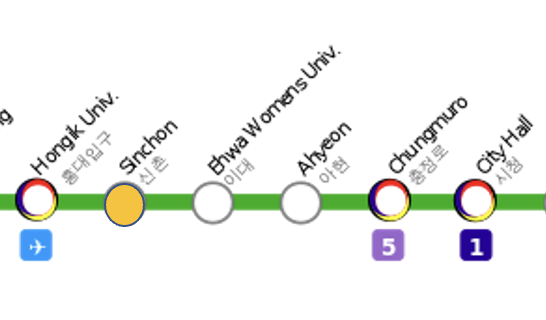 g
Hongik Univ.
홍대입구
Sinchon
신촌
Ehwa Womens Univ.
이대
Ahyeon
아현
Chungmuro
충정로
City Hall
시청
5
1